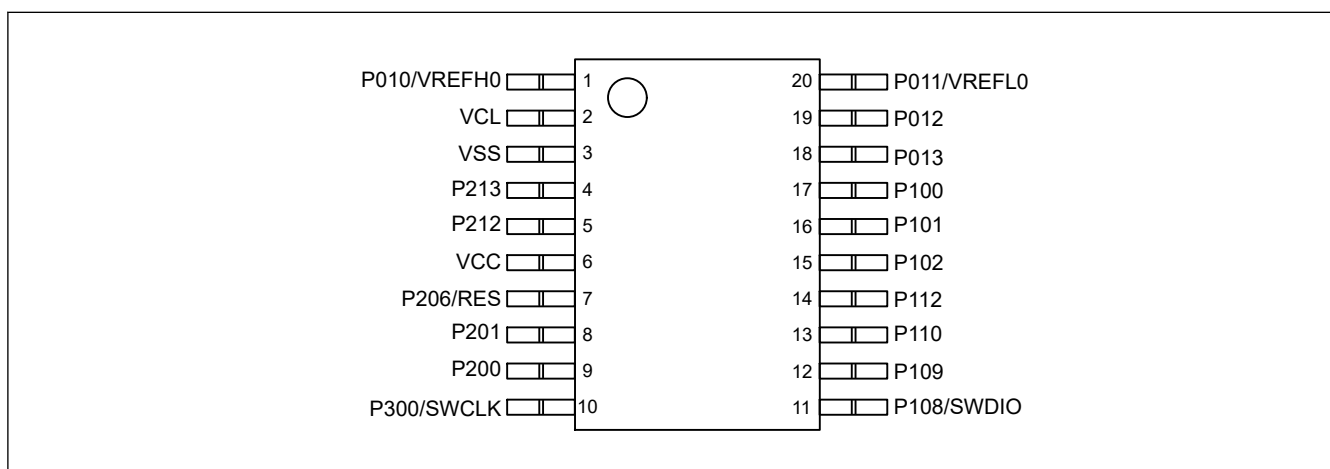 P010/VREFH0 1 20 P011/VREFL0
VCL 2 19 P012
VSS 3 18 P013
P213 4 17 P100
P212 5 16 P101
VCC 6 15 P102
P206/RES 7 14 P112
P201 8 13 P110
P200 9 12 P109
P300/SWCLK 10 11 P108/SWDIO